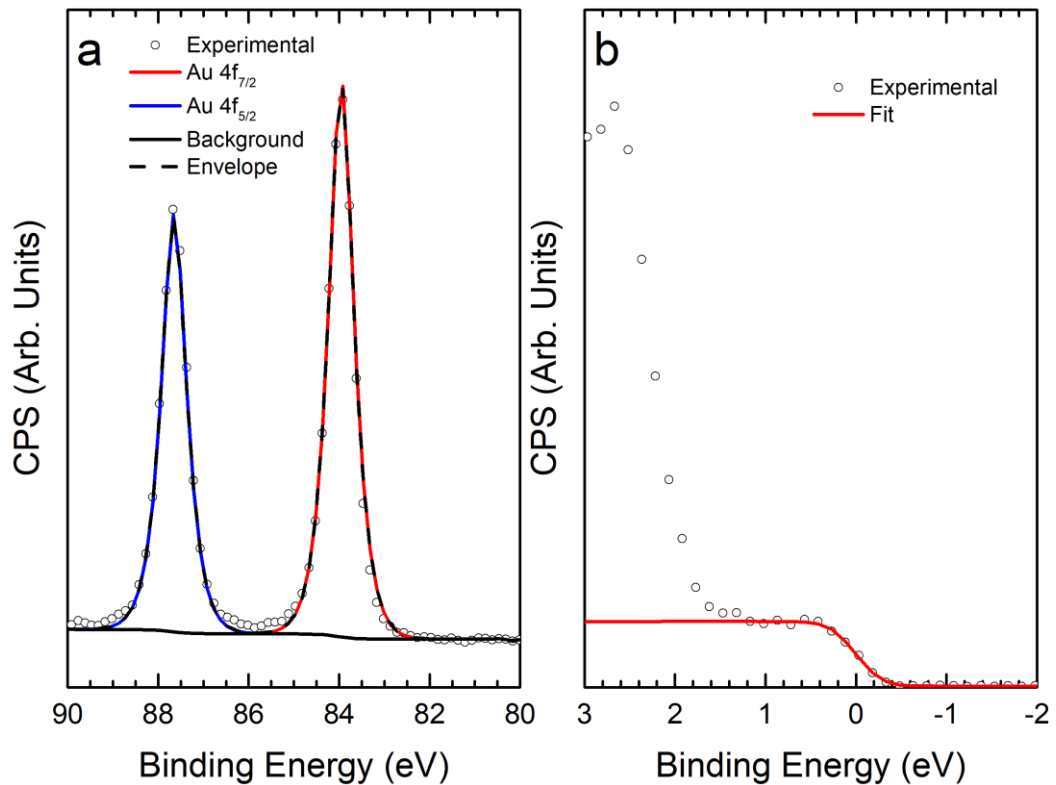 a
Experimental
Au 4f7/2
Au 4f5/2
Background
Envelope
CPS (Arb. Units)
90 88 86 84 82 80
Binding Energy (eV)
b
Experimental
Fit
CPS (Arb. Units)
3 2 1 0 -1 -2
Binding Energy (eV)